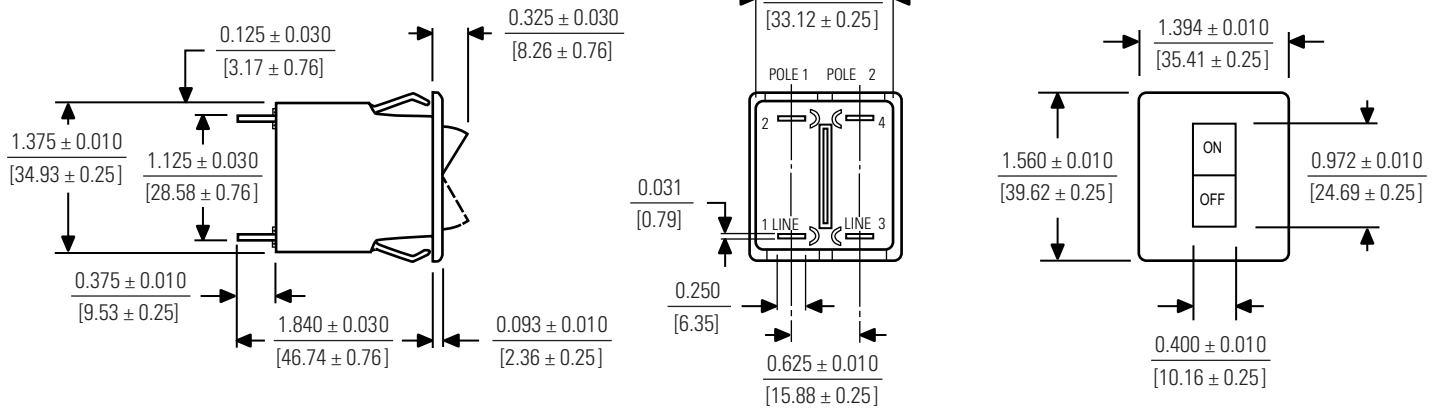 0.125 ± 0.030
[3.17 ± 0.76]
0.325 ± 0.030
[8.26 ± 0.76]
1.375 ± 0.010
[34.93 ± 0.25]
1.125 ± 0.030
[28.58 ± 0.76]
0.375 ± 0.010
[9.53 ± 0.25]
1.840 ± 0.030
[46.74 ± 0.76]
0.093 ± 0.010
[2.36 ± 0.25]
[33.12 ± 0.25]
POLE 1 POLE 2
2 4
1 LINE LINE 3
0.031
[0.79]
0.250
[6.35]
0.625 ± 0.010
[15.88 ± 0.25]
1.394 ± 0.010
[35.41 ± 0.25]
1.560 ± 0.010
[39.62 ± 0.25]
ON
OFF
0.972 ± 0.010
[24.69 ± 0.25]
0.400 ± 0.010
[10.16 ± 0.25]